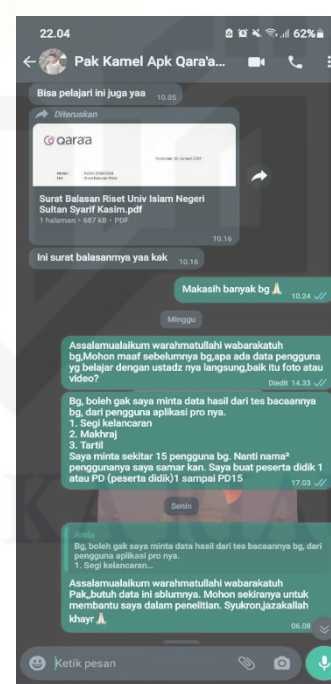 22.04
62%
Pak Kamel Apk Qara'a...
Bisa pelajari ini juga yaa 10.05
Diteruskan
qaraa
Surat Balasan Riset Univ Islam Negeri
Sultan Syarif Kasim.pdf
1 halaman • 687 kB • PDF
10.16
Ini surat balasannya yaa kak 10.16
Makasih banyak bg 🙏🏻 10.24
Minggu
Assalamualaikum warahmatullahi wabarakatuh
bg,Mohon maaf sebelumnya bg,apa ada data pengguna
yg belajar dengan ustadz nya langsung,baik itu foto atau
video?
Diedit 14.33
Bg, boleh gak saya minta data hasil dari tes bacaannya
bg, dari pengguna aplikasi pro nya.
1. Segi kelancaran
2. Makhraj
3. Tartil
Saya minta sekitar 15 pengguna bg. Nanti nama²
penggunanya saya samar kan. Saya buat peserta didik 1
atau PD (peserta didik)1 sampai PD15
17.03
Senin
Anda
Bg, boleh gak saya minta data hasil dari tes bacaannya bg, dari
pengguna aplikasi pro nya.
1. Segi kelancaran...
Assalamualaikum warahmatullahi wabarakatuh
Pak,,butuh data ini sblumnya. Mohon sekiranya untuk
membantu saya dalam penelitian. Syukron,jazakallah
khayr 🙏🏻
06.08
Ketik pesan